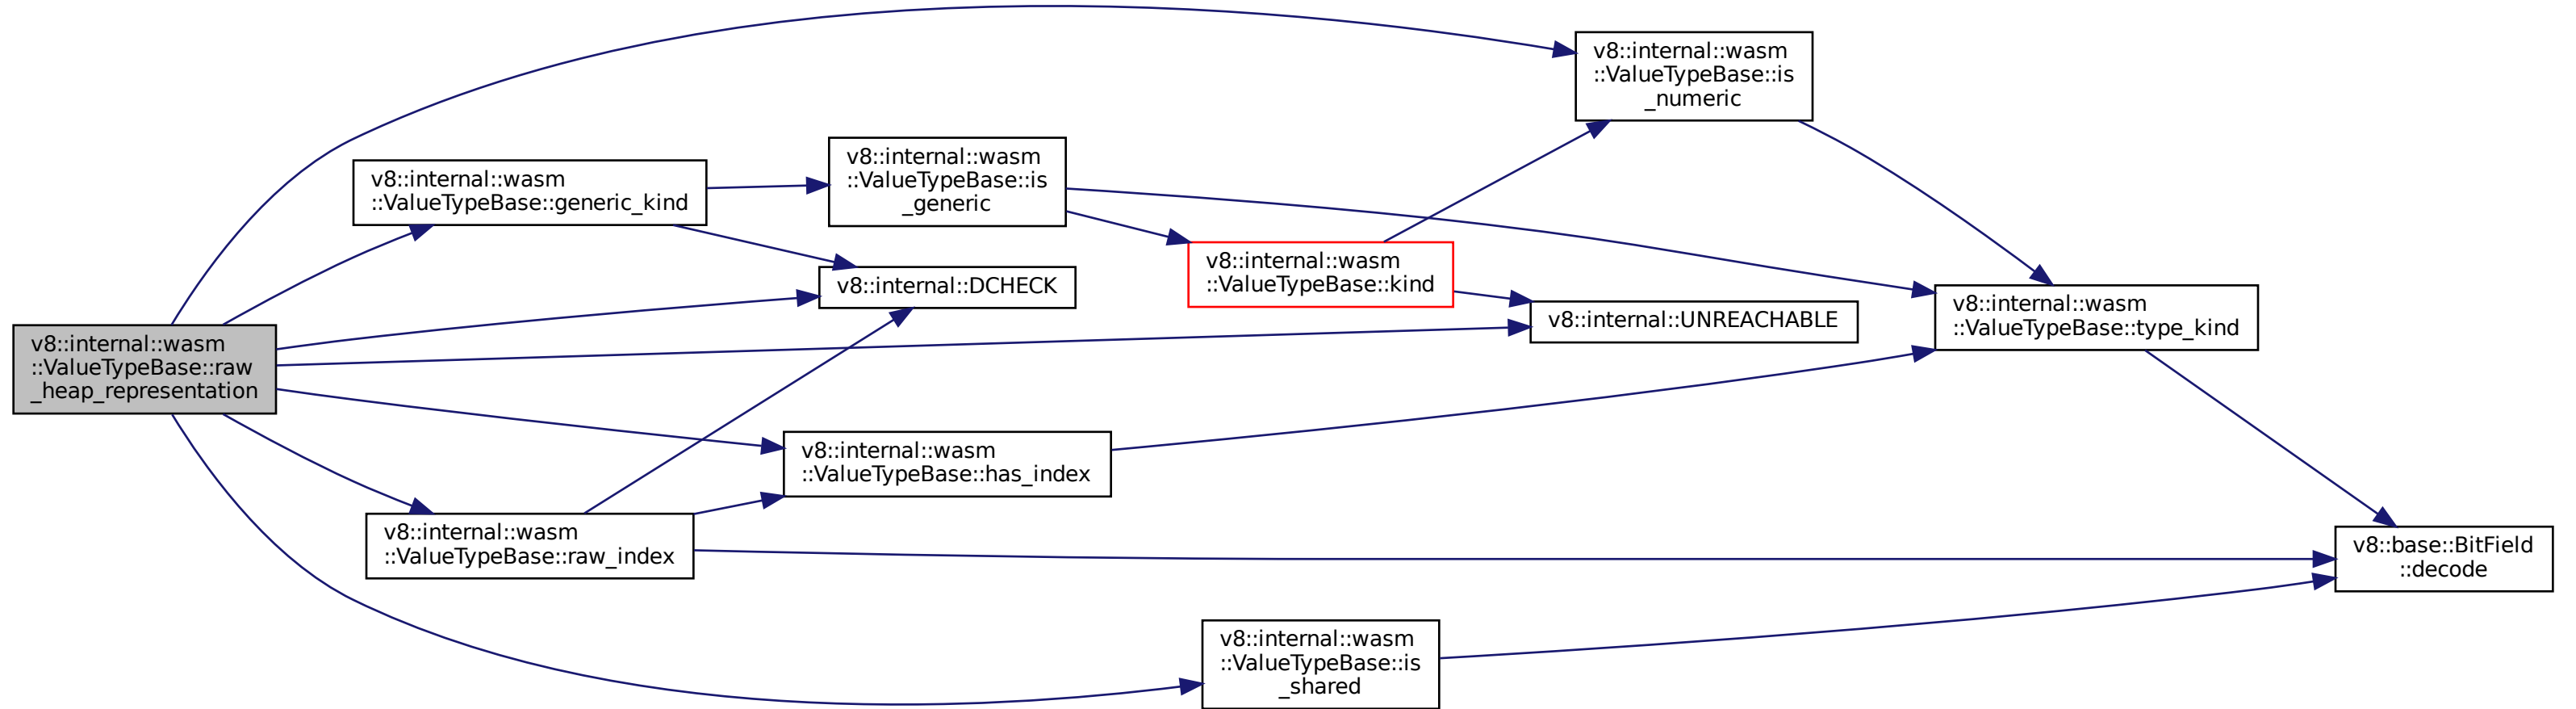 v8::internal::wasm
::ValueTypeBase::raw
_heap_representation
v8::internal::wasm
::ValueTypeBase::generic_kind
v8::internal::wasm
::ValueTypeBase::raw_index
v8::internal::wasm
::ValueTypeBase::is
_generic
v8::internal::DCHECK
v8::internal::wasm
::ValueTypeBase::has_index
v8::internal::wasm
::ValueTypeBase::kind
v8::internal::wasm
::ValueTypeBase::is
_shared
v8::internal::wasm
::ValueTypeBase::is
_numeric
v8::internal::UNREACHABLE
v8::internal::wasm
::ValueTypeBase::type_kind
v8::base::BitField
::decode